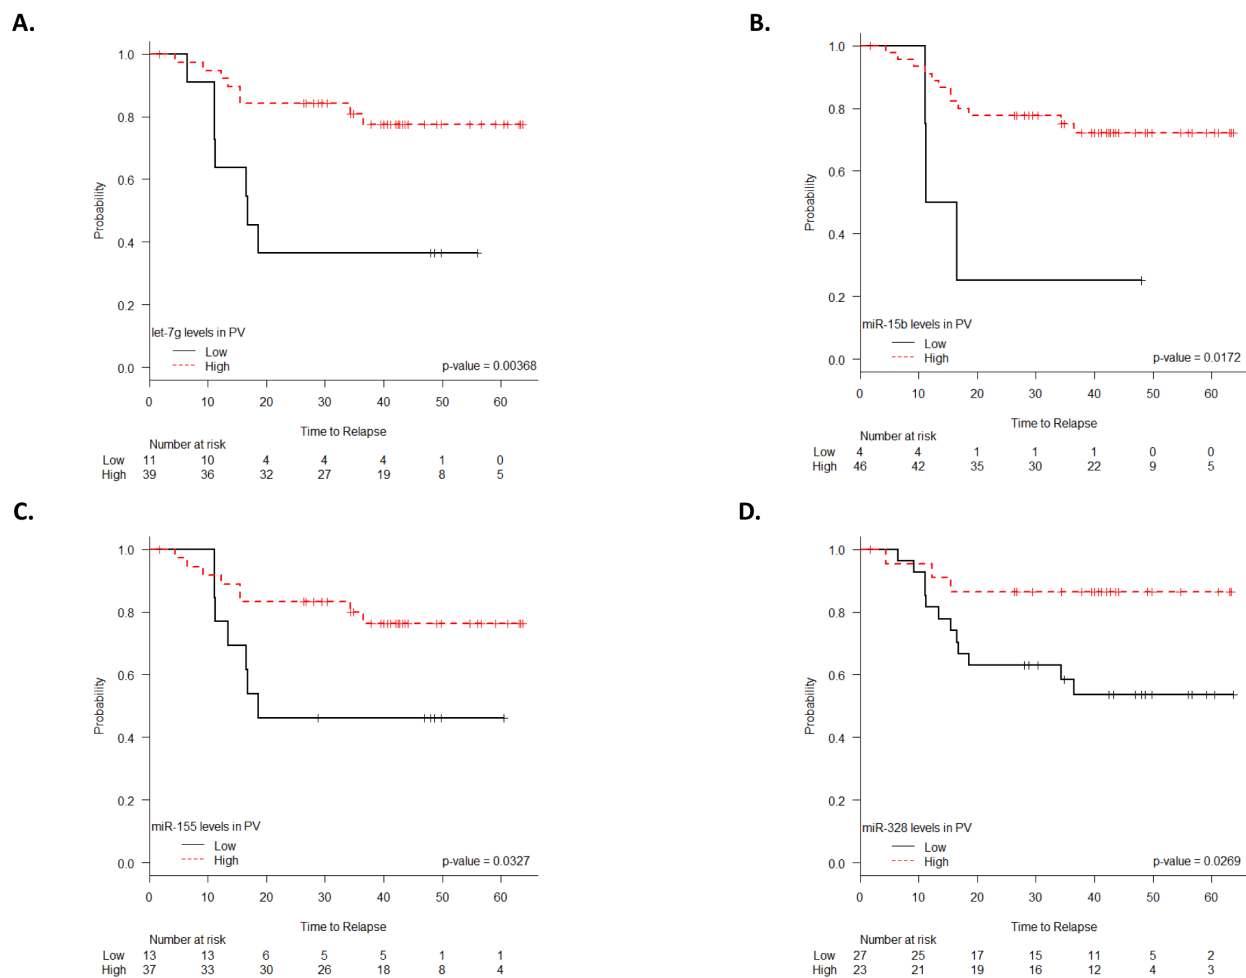 A.
1.0
0.8
0.6
0.4
0.2
0.0
Probability
let-7g levels in PV
Low
High
p-value = 0.00368
0 10 20 30 40 50 60
Time to Relapse
Number at risk
Low 11 10 4 4 4 1 0
High 39 36 32 27 19 8 5
B.
1.0
0.8
0.6
0.4
0.2
0.0
Probability
miR-15b levels in PV
Low
High
p-value = 0.0172
0 10 20 30 40 50 60
Time to Relapse
Number at risk
Low 4 4 1 1 1 0 0
High 46 42 35 30 22 9 5
C.
1.0
0.8
0.6
0.4
0.2
0.0
Probability
miR-155 levels in PV
Low
High
p-value = 0.0327
0 10 20 30 40 50 60
Time to Relapse
Number at risk
Low 13 13 6 5 5 1 1
High 37 33 30 26 18 8 4
D.
1.0
0.8
0.6
0.4
0.2
0.0
Probability
miR-328 levels in PV
Low
High
p-value = 0.0269
0 10 20 30 40 50 60
Time to Relapse
Number at risk
Low 27 25 17 15 11 5 2
High 23 21 19 16 12 4 3